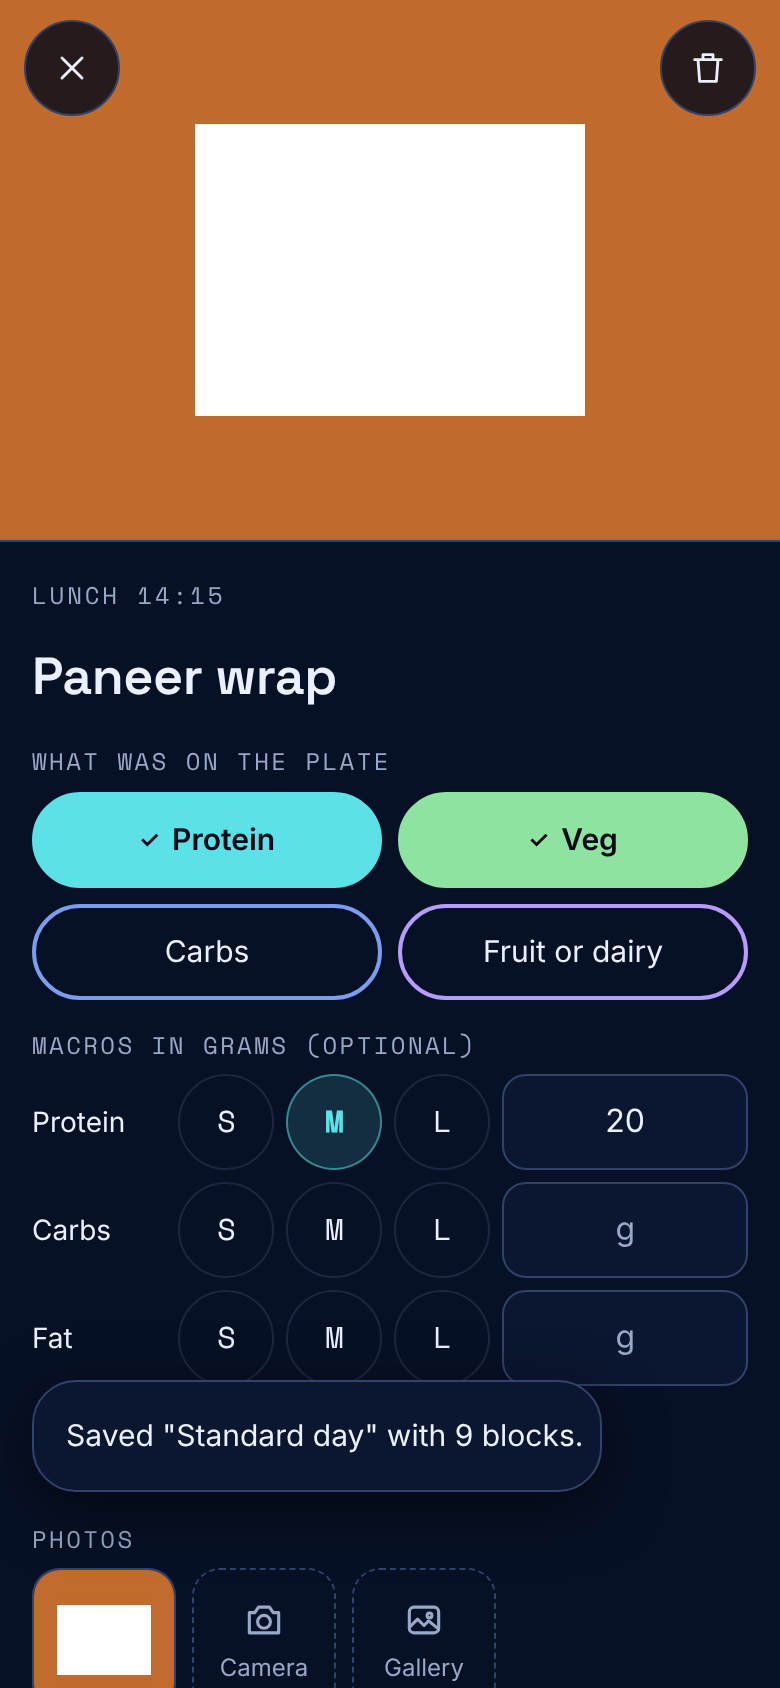 LUNCH 14:15
Paneer wrap
WHAT WAS ON THE PLATE
Protein Veg
Carbs Fruit or dairy
MACROS IN GRAMS (OPTIONAL)
Protein S M L 20
Carbs S M L g
Fat S M L g
Saved "Standard day" with 9 blocks.
PHOTOS
Camera Gallery